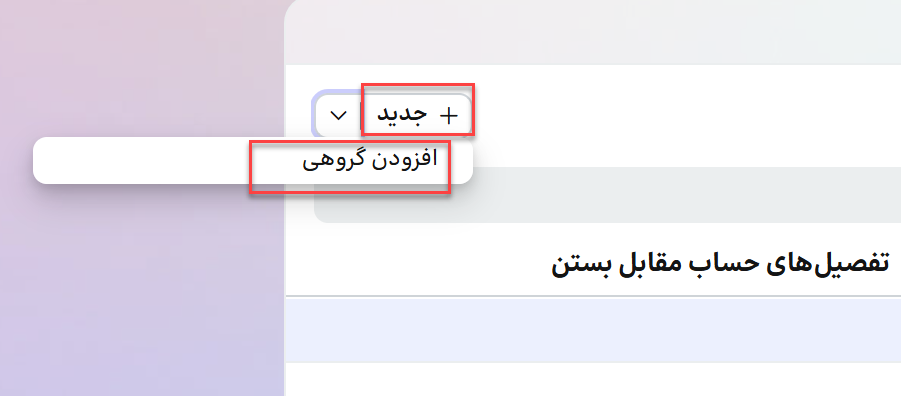 جدید
افزودن گروهی
تفصیل‌های حساب مقابل بستن